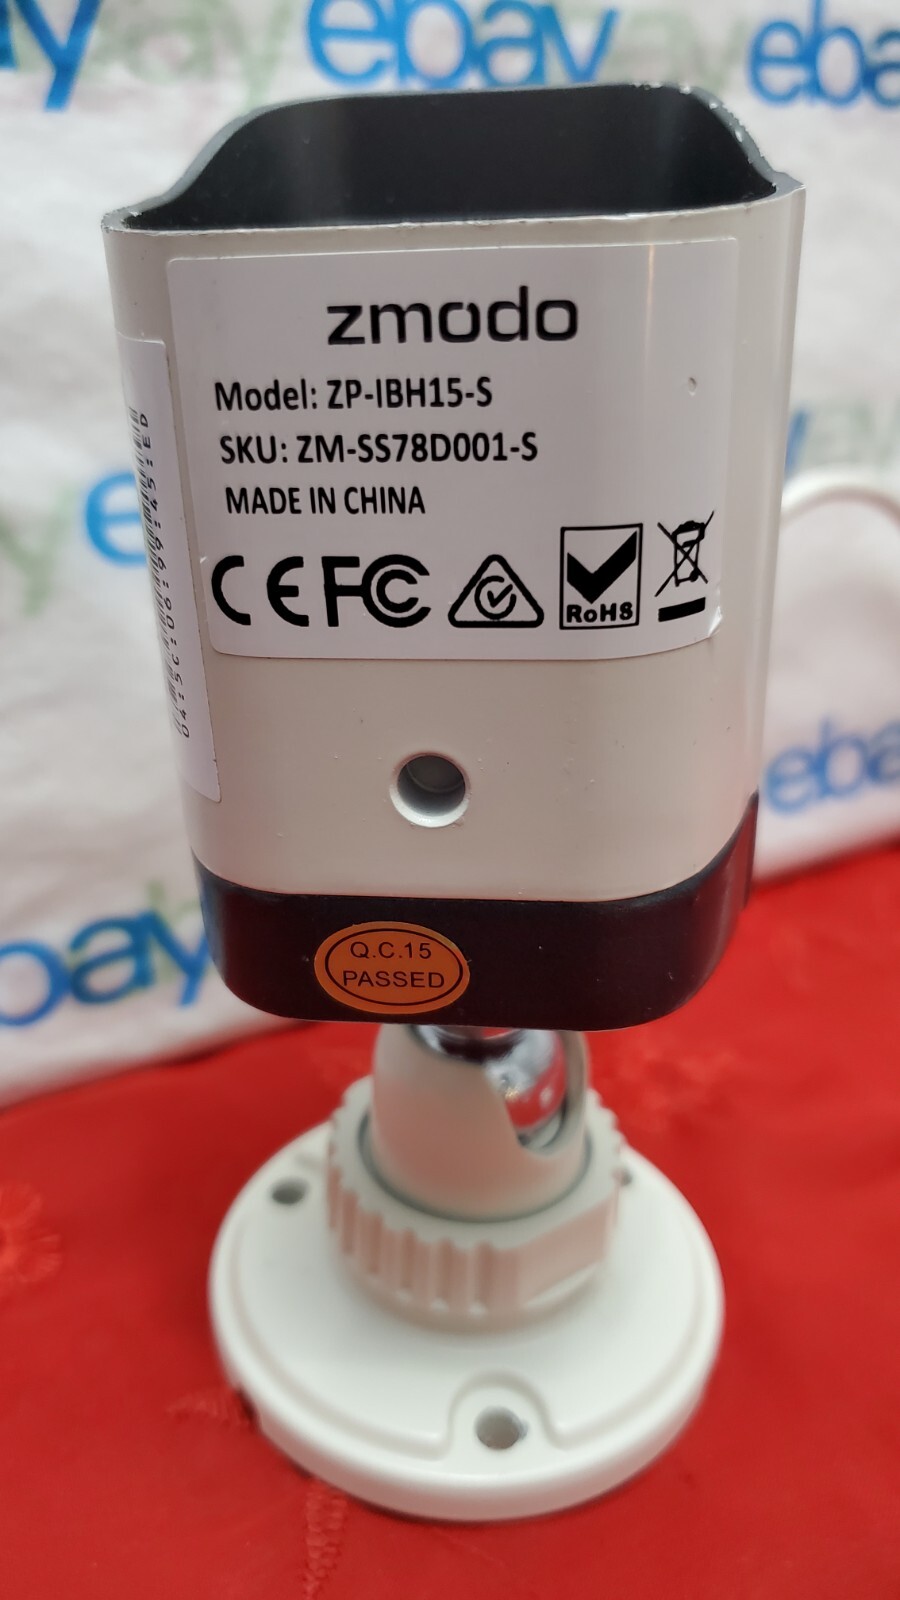 ebay
ebay
zmodo
Model: ZP-IBH15-S
SKU: ZM-SS78D001-S
MADE IN CHINA
CE FC
RoHS
Q.C.15
PASSED
ebay
ebay